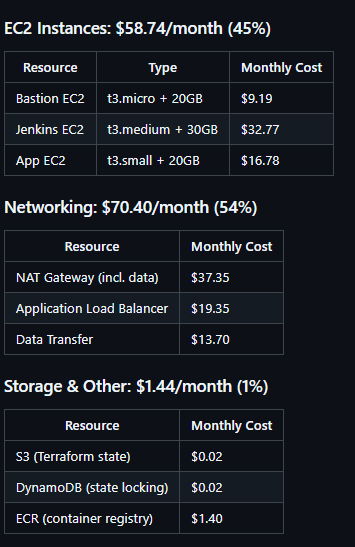 EC2 Instances: $58.74/month (45%)
Resource Type Monthly Cost
Bastion EC2 t3.micro + 20GB $9.19
Jenkins EC2 t3.medium + 30GB $32.77
App EC2 t3.small + 20GB $16.78
Networking: $70.40/month (54%)
Resource Monthly Cost
NAT Gateway (incl. data) $37.35
Application Load Balancer $19.35
Data Transfer $13.70
Storage & Other: $1.44/month (1%)
Resource Monthly Cost
S3 (Terraform state) $0.02
DynamoDB (state locking) $0.02
ECR (container registry) $1.40